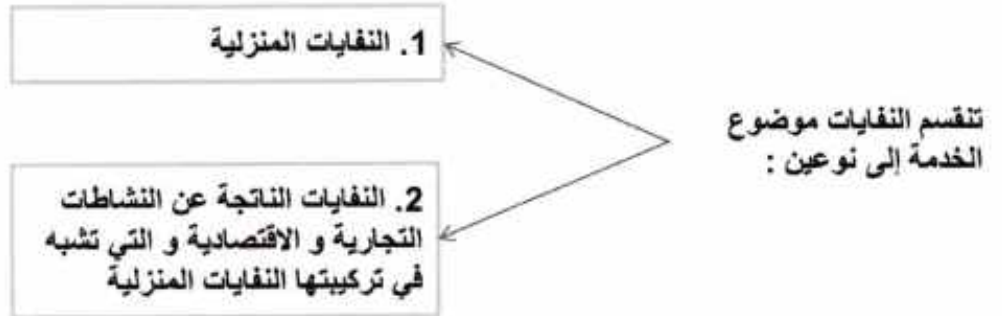 تنقسم النفايات موضوع
الخدمة إلى نوعين :
1. النفايات المنزلية
2. النفايات الناتجة عن النشاطات
التجارية و الاقتصادية و التي تشبه
في تركيبتها النفايات المنزلية